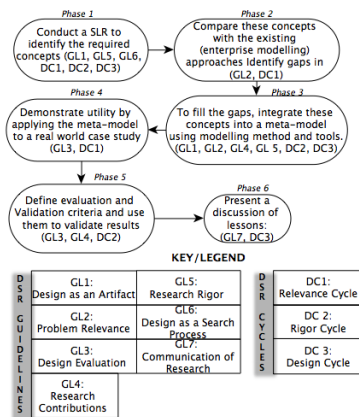 Phase 1
Conduct a SLR to
identify the required
concepts (GL1, GL5, GL6,
DC1, DC2, DC3)
Phase 2
Compare these concepts
with the existing
(enterprise modelling)
approaches Identify gaps in
(GL2, DC1)
Phase 4
Demonstrate utility by
applying the meta-model
to a real world case study
(GL3, DC1)
Phase 3
To fill the gaps, integrate these
concepts into a meta-model
using modelling method and tools.
(GL1, GL2, GL4, GL 5, DC2, DC3)
Phase 5
Define evaluation and
Validation criteria and use
them to validate results
(GL3, GL4, DC2)
Phase 6
Present a
discussion of
lessons:
(GL7, DC3)
KEY/LEGEND
DSR GUIDELINES
GL1:
Design as an Artifact
GL5:
Research Rigor
GL2:
Problem Relevance
GL6:
Design as a Search
Process
GL3:
Design Evaluation
GL7:
Communication of
Research
GL4:
Research
Contributions
DSR CYCLES
DC1:
Relevance Cycle
DC 2:
Rigor Cycle
DC 3:
Design Cycle